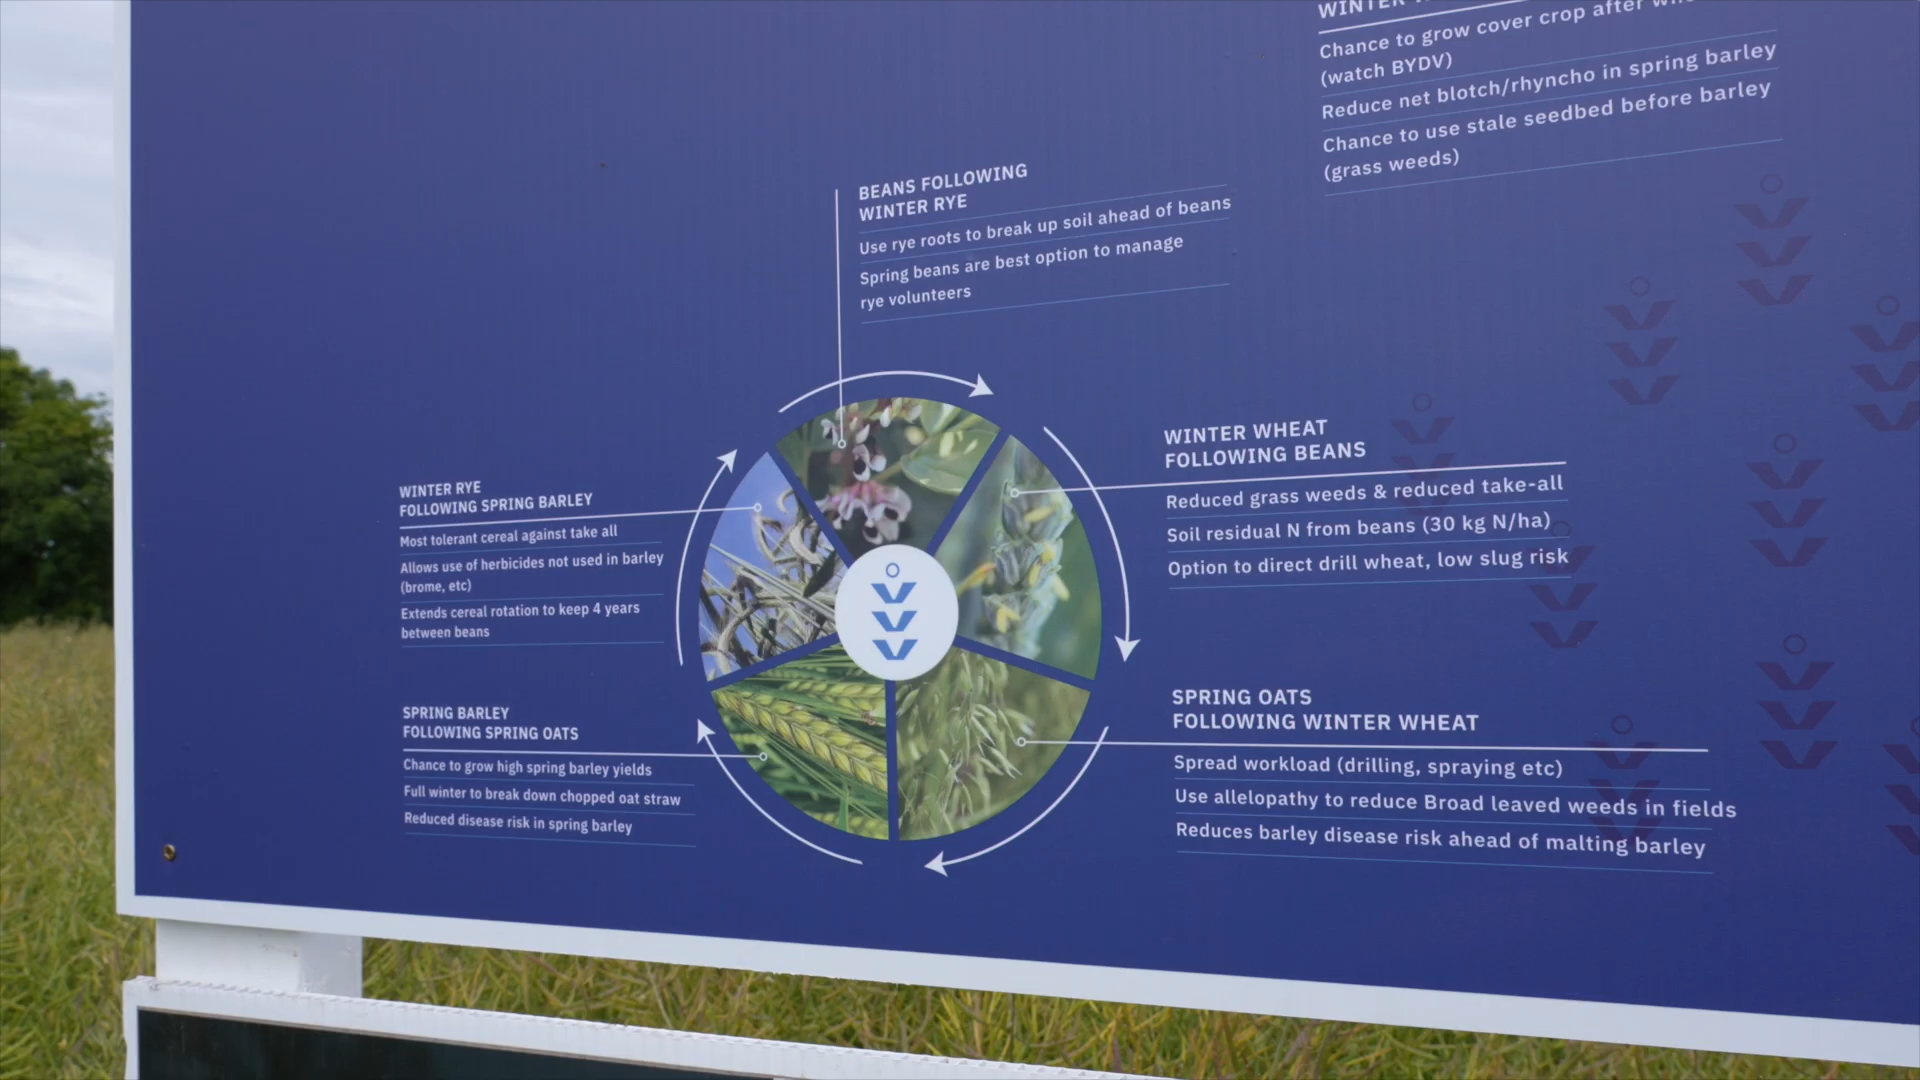 WINTER
Chance to grow cover crop after
(watch BYDV)
Reduce net blotch/rhyncho in spring barley
Chance to use stale seedbed before barley
(grass weeds)
BEANS FOLLOWING
WINTER RYE
Use rye roots to break up soil ahead of beans
Spring beans are best option to manage
rye volunteers
WINTER WHEAT
FOLLOWING BEANS
Reduced grass weeds & reduced take-all
Soil residual N from beans (30 kg N/ha)
Option to direct drill wheat, low slug risk
WINTER RYE
FOLLOWING SPRING BARLEY
Most tolerant cereal against take all
Allows use of herbicides not used in barley
(brome, etc)
Extends cereal rotation to keep 4 years
between beans
SPRING OATS
FOLLOWING WINTER WHEAT
Spread workload (drilling, spraying etc)
Use allelopathy to reduce Broad leaved weeds in fields
Reduces barley disease risk ahead of malting barley
SPRING BARLEY
FOLLOWING SPRING OATS
Chance to grow high spring barley yields
Full winter to break down chopped oat straw
Reduced disease risk in spring barley